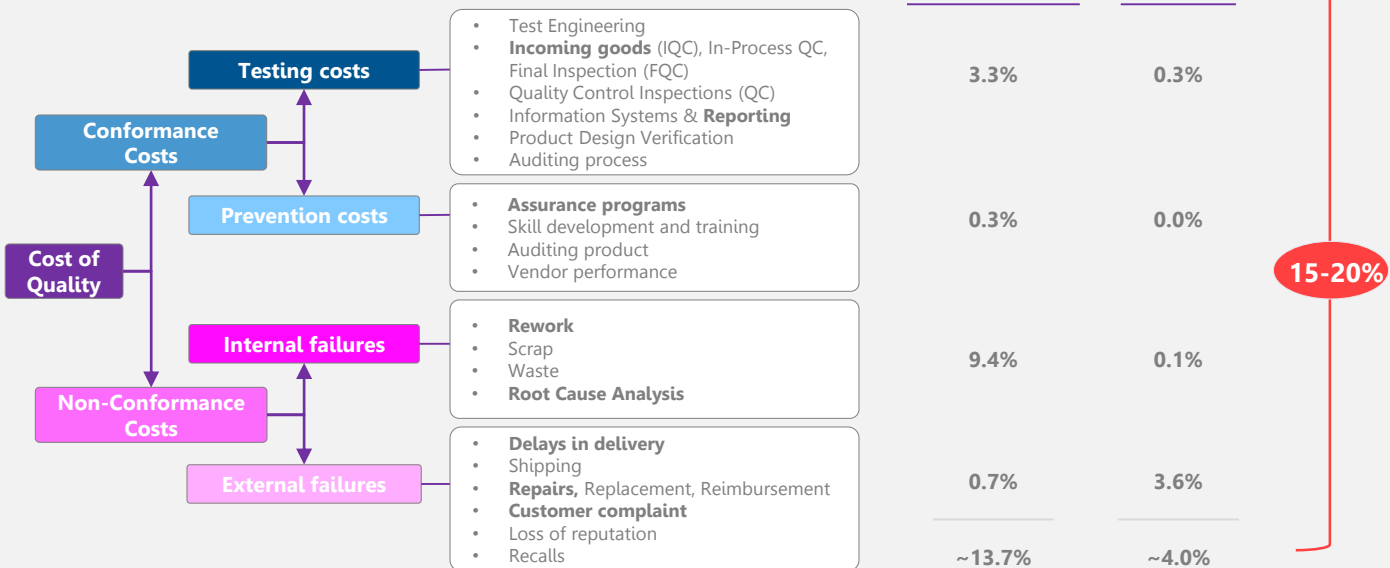 Cost of
Quality
Conformance
Costs
Non-Conformance
Costs
Testing costs
• Test Engineering
• Incoming goods (IQC), In-Process QC,
Final Inspection (FQC)
• Quality Control Inspections (QC)
• Information Systems & Reporting
• Product Design Verification
• Auditing process
3.3%
0.3%
Prevention costs
• Assurance programs
• Skill development and training
• Auditing product
• Vendor performance
0.3%
0.0%
Internal failures
• Rework
• Scrap
• Waste
• Root Cause Analysis
9.4%
0.1%
External failures
• Delays in delivery
• Shipping
• Repairs, Replacement, Reimbursement
• Customer complaint
• Loss of reputation
• Recalls
0.7%
3.6%
~13.7%
~4.0%
15-20%